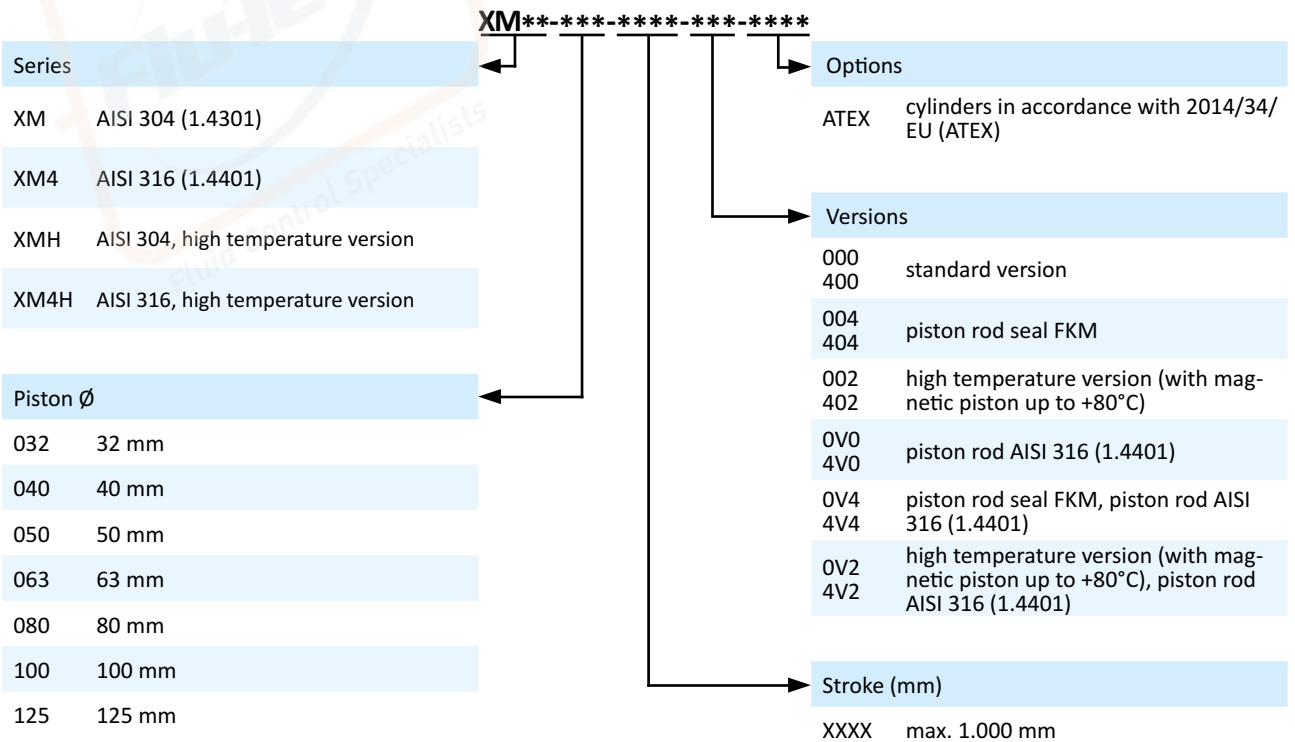 XM**-***-****-***-****
Series
XM AISI 304 (1.4301)
XM4 AISI 316 (1.4401)
XMH AISI 304, high temperature version
XM4H AISI 316, high temperature version
Piston Ø
032 32 mm
040 40 mm
050 50 mm
063 63 mm
080 80 mm
100 100 mm
125 125 mm
Options
ATEX cylinders in accordance with 2014/34/
EU (ATEX)
Versions
000
400
standard version
004
404
piston rod seal FKM
002
402
high temperature version (with mag-
netic piston up to +80°C)
0V0
4V0
piston rod AISI 316 (1.4401)
0V4
4V4
piston rod seal FKM, piston rod AISI
316 (1.4401)
0V2
4V2
high temperature version (with mag-
netic piston up to +80°C), piston rod
AISI 316 (1.4401)
Stroke (mm)
XXXX max. 1.000 mm
Fluid Control Specialists